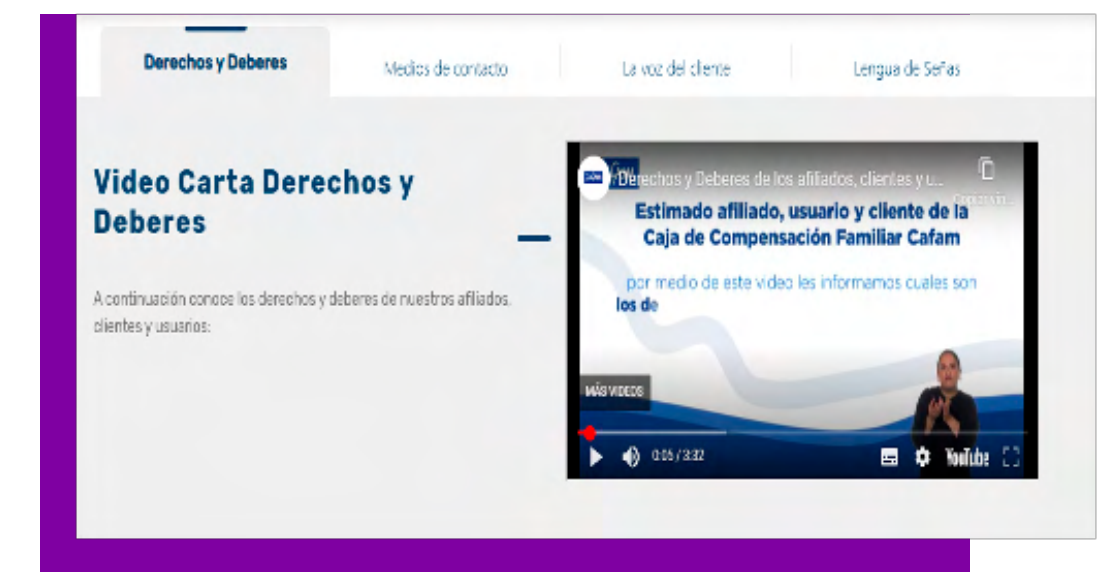 Derechos y Deberes
Medios de contacto
La voz del cliente
Lengua de Señas
Video Carta Derechos y
Deberes
A continuación conoce los derechos y deberes de nuestros afiliados,
clientes y usuarios:
Derechos y Deberes de los afiliados, clientes y u...
Estimado afiliado, usuario y cliente de la
Caja de Compensación Familiar Cafam
por medio de este video les informamos cuales son
los de
MÁS VIDEOS
0:05 / 3:32
YouTube